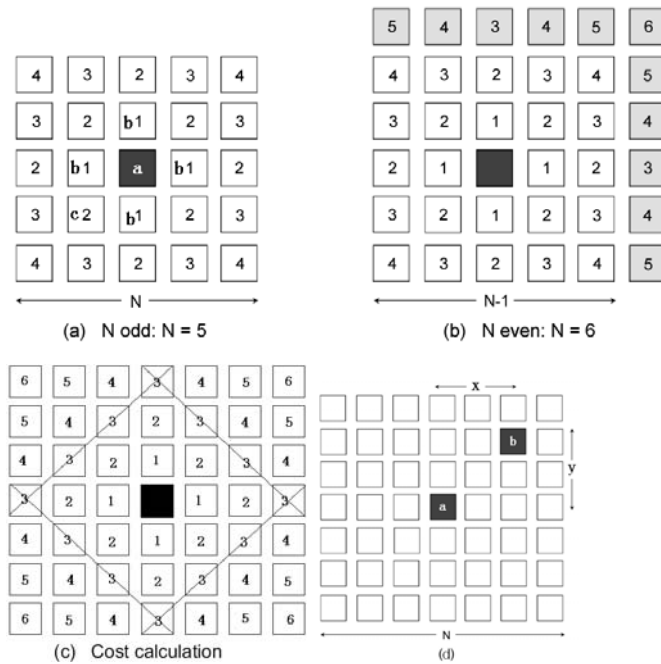 4 3 2 3 4
3 2 b1 2 3
2 b1 a b1 2
3 c2 b1 2 3
4 3 2 3 4
N
(a) N odd: N = 5
5 4 3 4 5 6
4 3 2 3 4 5
3 2 1 2 3 4
2 1 1 2 3
3 2 1 2 3 4
4 3 2 3 4 5
N-1
(b) N even: N = 6
6 5 4 3 4 5 6
5 4 3 2 3 4 5
4 3 2 1 2 3 4
3 2 1 1 2 3
4 3 2 1 2 3 4
5 4 3 2 3 4 5
6 5 4 3 4 5 6
(c) Cost calculation
x
b
y
a
N
(d)